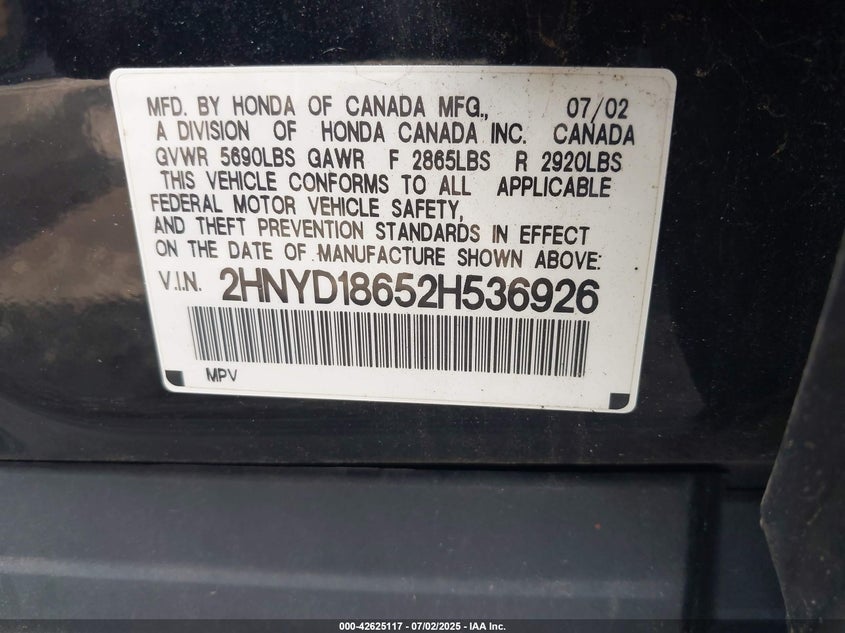 MFD. BY HONDA OF CANADA MFG., 07/02
A DIVISION OF HONDA CANADA INC. CANADA
GVWR 5690LBS GAWR F 2865LBS R 2920LBS
THIS VEHICLE CONFORMS TO ALL APPLICABLE
FEDERAL MOTOR VEHICLE SAFETY,
AND THEFT PREVENTION STANDARDS IN EFFECT
ON THE DATE OF MANUFACTURE SHOWN ABOVE:
V.I.N. 2HNYD18652H536926
MPV
000-42625117 - 07/02/2025 - IAA Inc.